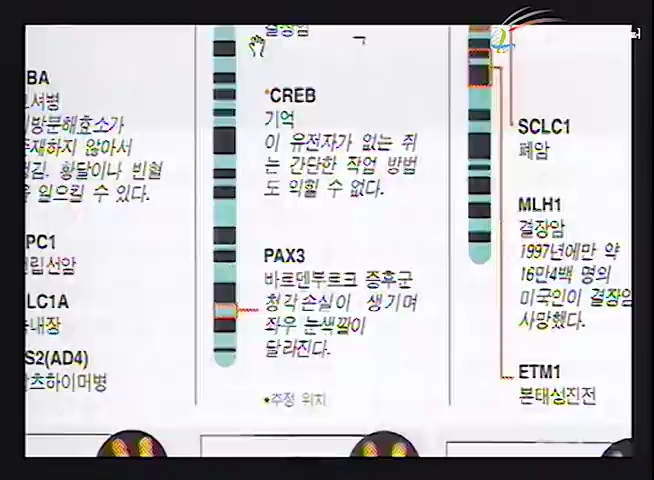 BA
셔병
방분해효소가
재하지 않아서
김. 황달이나 빈혈
일으킬 수 있다.
PC1
립선암
LC1A
내장
S2(AD4)
츠하이머병
결장암
*CREB
기억
이 유전자가 없는 쥐
는 간단한 작업 방법
도 익힐 수 없다.
PAX3
바르덴부르크 증후군
청각손실이 생기며
좌우 눈색깔이
달라진다.
*추정 위치
SCLC1
폐암
MLH1
결장암
1997년에만 약
16만4백 명의
미국인이 결장암
사망했다.
ETM1
본태성진전